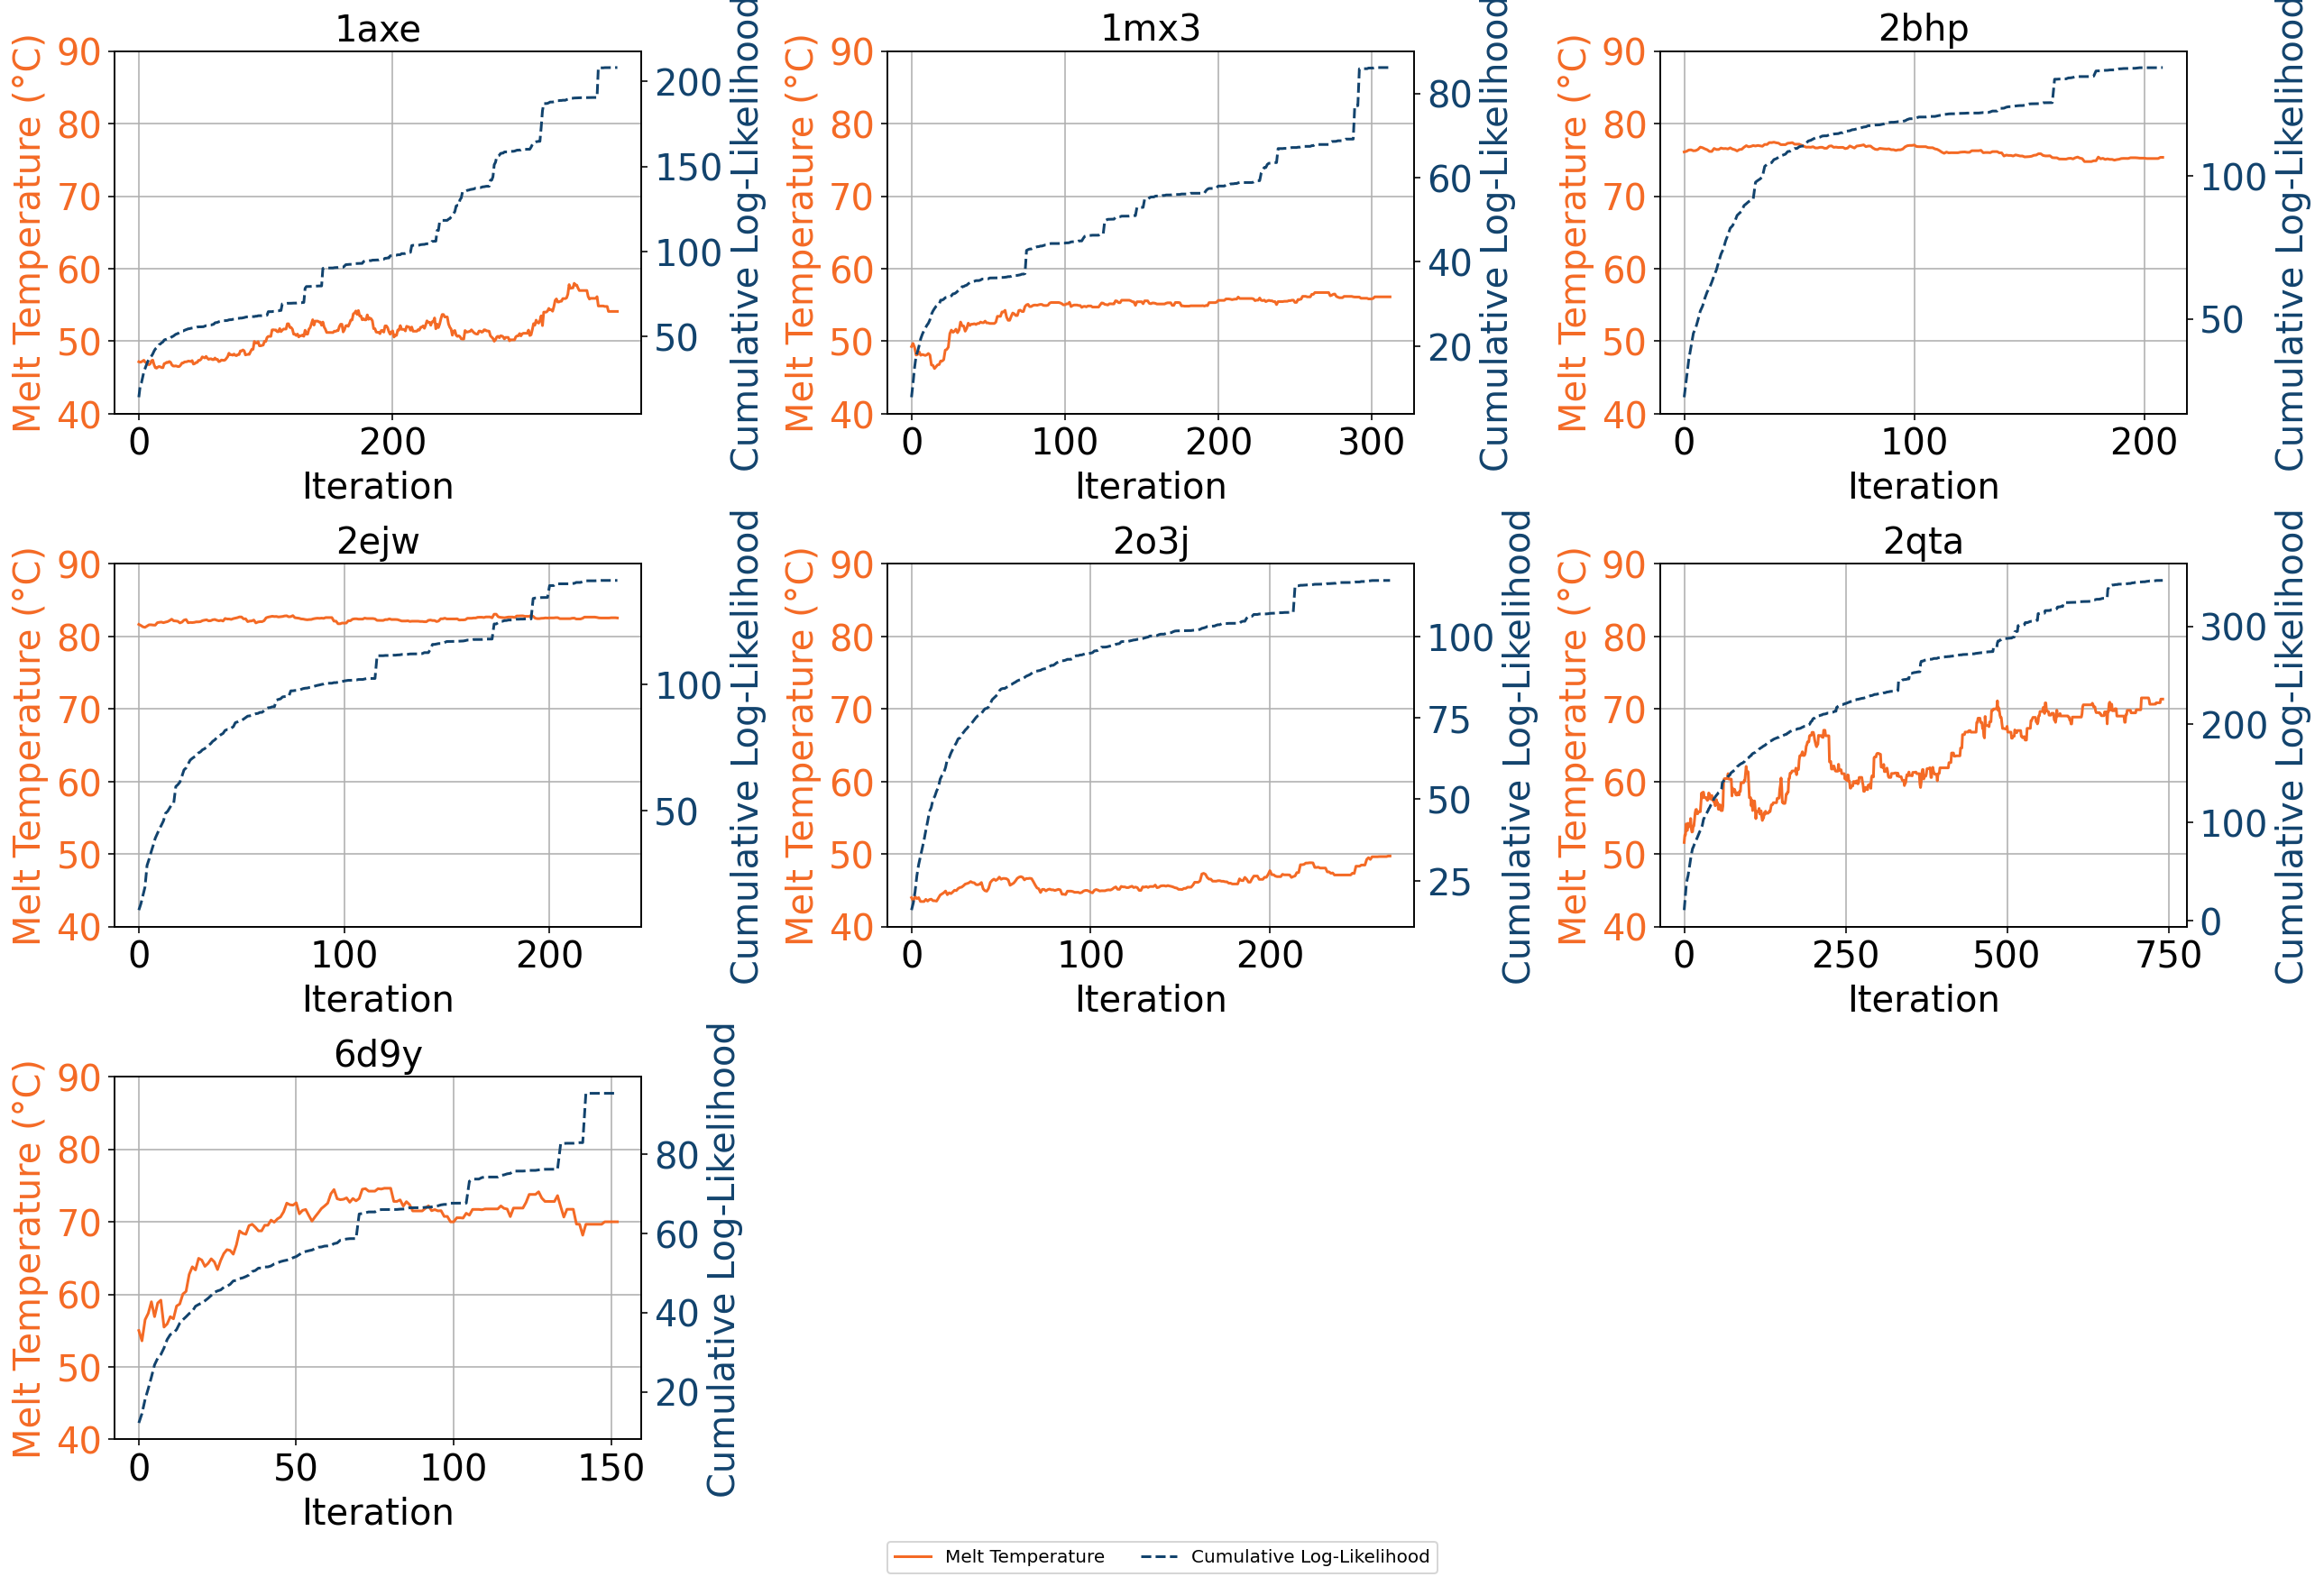 1axe
Melt Temperature (°C)
90
80
70
60
50
40
0
200
Iteration
200
150
100
50
Cumulative Log-Likelihood
1mx3
Melt Temperature (°C)
90
80
70
60
50
40
0
100
200
300
Iteration
80
60
40
20
Cumulative Log-Likelihood
2bhp
Melt Temperature (°C)
90
80
70
60
50
40
0
100
200
Iteration
100
50
Cumulative Log-Likelihood
2ejw
Melt Temperature (°C)
90
80
70
60
50
40
0
100
200
Iteration
100
50
Cumulative Log-Likelihood
2o3j
Melt Temperature (°C)
90
80
70
60
50
40
0
100
200
Iteration
100
75
50
25
Cumulative Log-Likelihood
2qta
Melt Temperature (°C)
90
80
70
60
50
40
0
250
500
750
Iteration
300
200
100
0
Cumulative Log-Likelihood
6d9y
Melt Temperature (°C)
90
80
70
60
50
40
0
50
100
150
Iteration
80
60
40
20
Cumulative Log-Likelihood
Melt Temperature
Cumulative Log-Likelihood